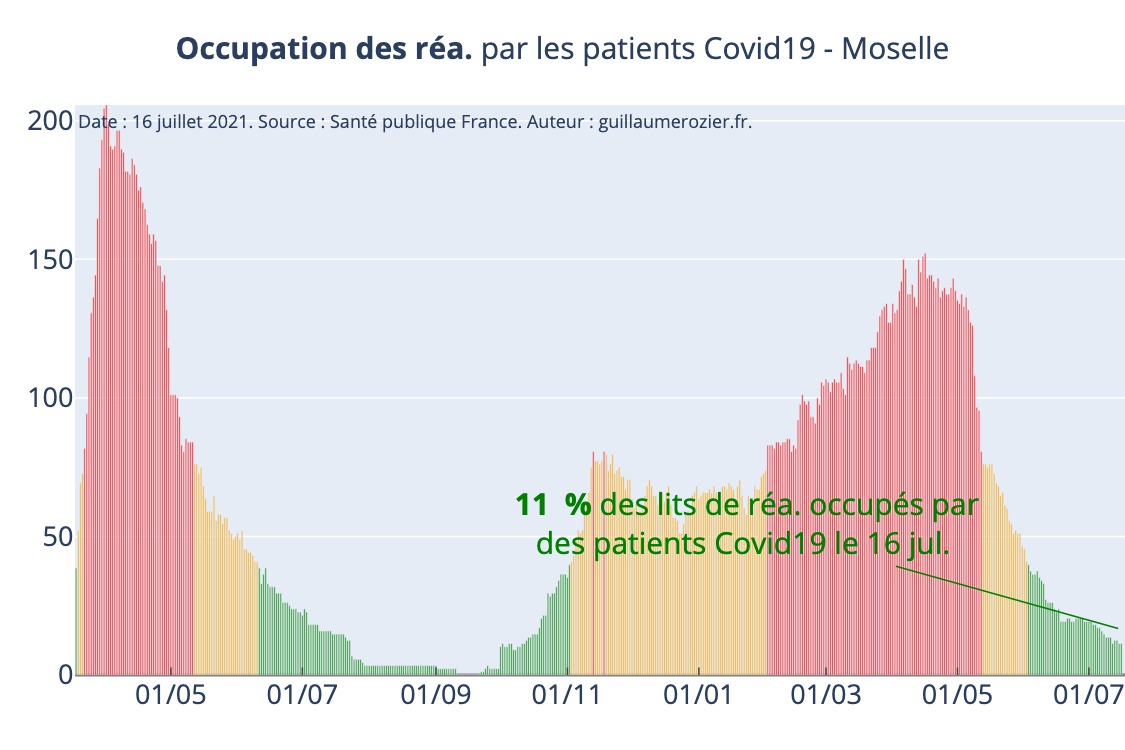 Occupation des réa. par les patients Covid19 - Moselle
200
Date : 16 juillet 2021. Source : Santé publique France. Auteur : guillaumerozier.fr.
150
100
11 % des lits de réa. occupés par
des patients Covid19 le 16 jul.
50
0
01/05 01/07 01/09 01/11 01/01 01/03 01/05 01/07